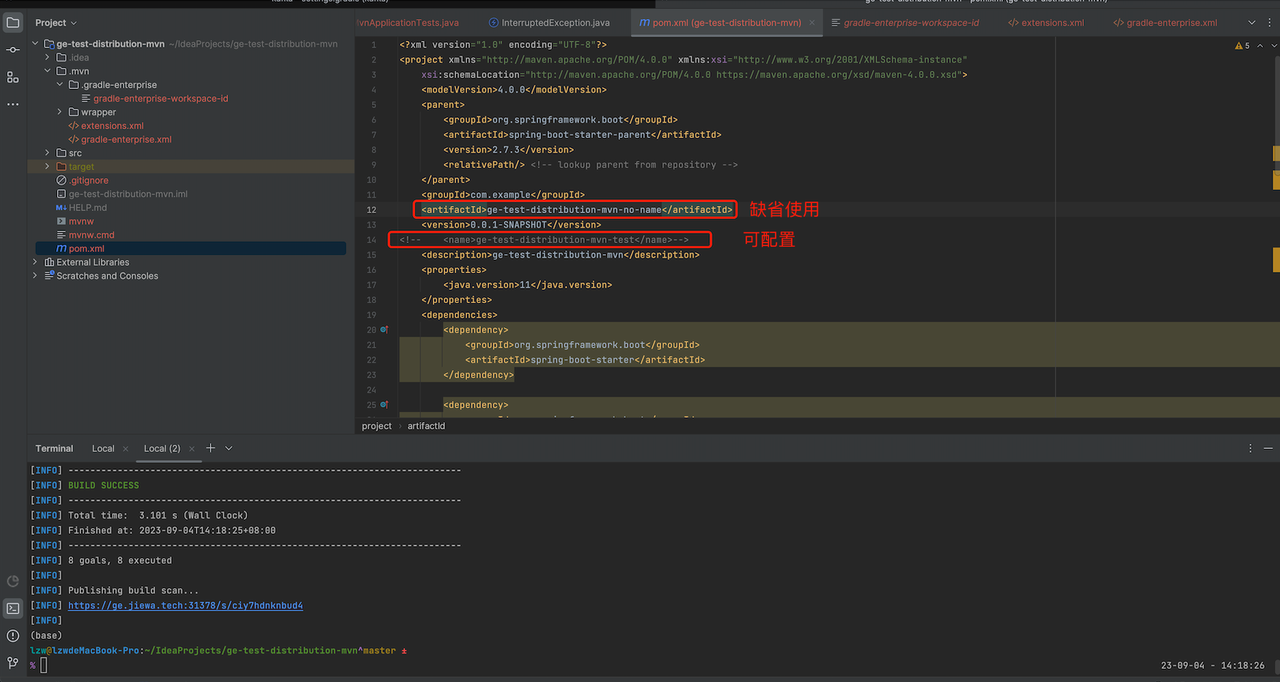 Project
ge-test-distribution-mvn ~/IdeaProjects/ge-test-distribution-mvn
.idea
.mvn
.gradle-enterprise
gradle-enterprise-workspace-id
wrapper
extensions.xml
gradle-enterprise.xml
src
target
.gitignore
ge-test-distribution-mvn.iml
HELP.md
mvnw
mvnw.cmd
pom.xml
External Libraries
Scratches and Consoles
InterruptedException.java
pom.xml (ge-test-distribution-mvn)
gradle-enterprise-workspace-id
extensions.xml
gradle-enterprise.xml
5
1 <?xml version="1.0" encoding="UTF-8"?>
2 <project xmlns="http://maven.apache.org/POM/4.0.0" xmlns:xsi="http://www.w3.org/2001/XMLSchema-instance"
3 xsi:schemaLocation="http://maven.apache.org/POM/4.0.0 https://maven.apache.org/xsd/maven-4.0.0.xsd">
4 <modelVersion>4.0.0</modelVersion>
5 <parent>
6 <groupId>org.springframework.boot</groupId>
7 <artifactId>spring-boot-starter-parent</artifactId>
8 <version>2.7.3</version>
9 <relativePath/> <!-- lookup parent from repository -->
10 </parent>
11 <groupId>com.example</groupId>
12 <artifactId>ge-test-distribution-mvn-no-name</artifactId> 缺省使用
13 <version>0.0.1-SNAPSHOT</version>
14 <!-- <name>ge-test-distribution-mvn-test</name>--> 可配置
15 <description>ge-test-distribution-mvn</description>
16 <properties>
17 <java.version>11</java.version>
18 </properties>
19 <dependencies>
20 <dependency>
21 <groupId>org.springframework.boot</groupId>
22 <artifactId>spring-boot-starter</artifactId>
23 </dependency>
24
25 <dependency>
project › artifactId
Terminal Local × Local (2) ×
[INFO] ------------------------------------------------------------------------
[INFO] BUILD SUCCESS
[INFO] ------------------------------------------------------------------------
[INFO] Total time:  3.101 s (Wall Clock)
[INFO] Finished at: 2023-09-04T14:18:25+08:00
[INFO] ------------------------------------------------------------------------
[INFO] 8 goals, 8 executed
[INFO]
[INFO] Publishing build scan...
[INFO] https://ge.jiewa.tech:31378/s/ciy7hdnknbud4
[INFO]
(base)
lzw@lzwdeMacBook-Pro:~/IdeaProjects/ge-test-distribution-mvn^master ±
%
23-09-04 - 14:18:26